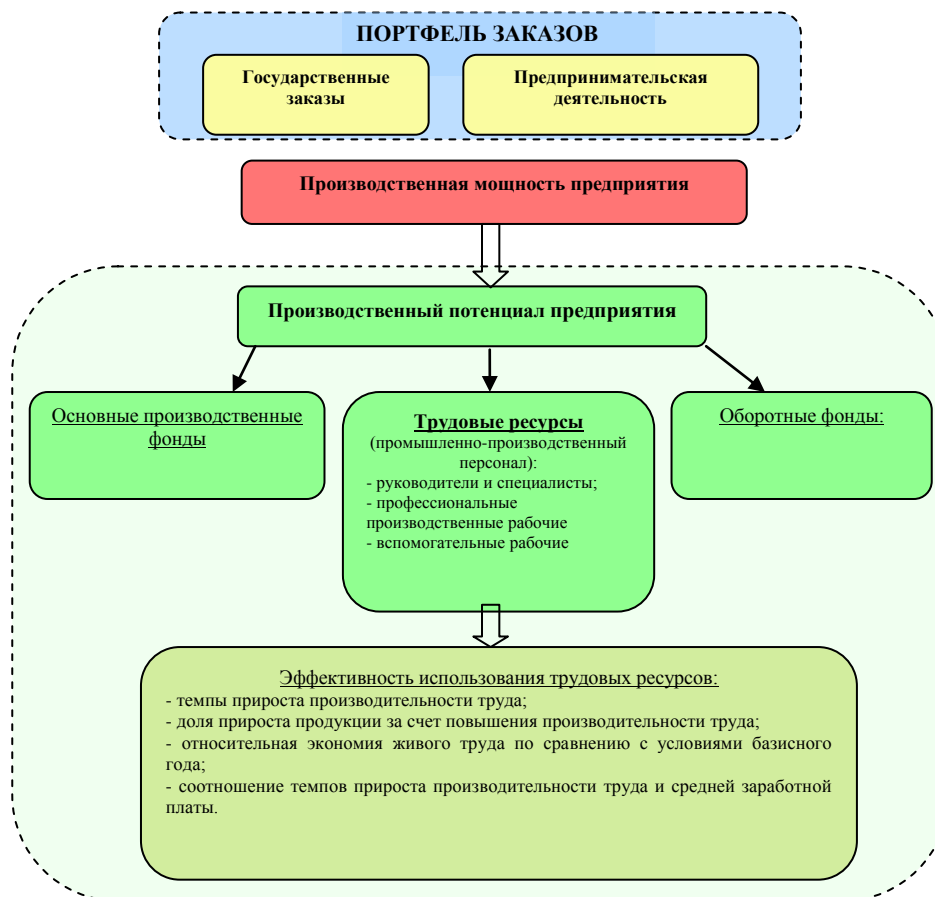 ПОРТФЕЛЬ ЗАКАЗОВ
Государственные
заказы
Предпринимательская
деятельность
Производственная мощность предприятия
Производственный потенциал предприятия
Основные производственные
фонды
Трудовые ресурсы
(промышленно-производственный
персонал):
- руководители и специалисты;
- профессиональные
производственные рабочие
- вспомогательные рабочие
Оборотные фонды:
Эффективность использования трудовых ресурсов:
- темпы прироста производительности труда;
- доля прироста продукции за счет повышения производительности труда;
- относительная экономия живого труда по сравнению с условиями базисного
года;
- соотношение темпов прироста производительности труда и средней заработной
платы.